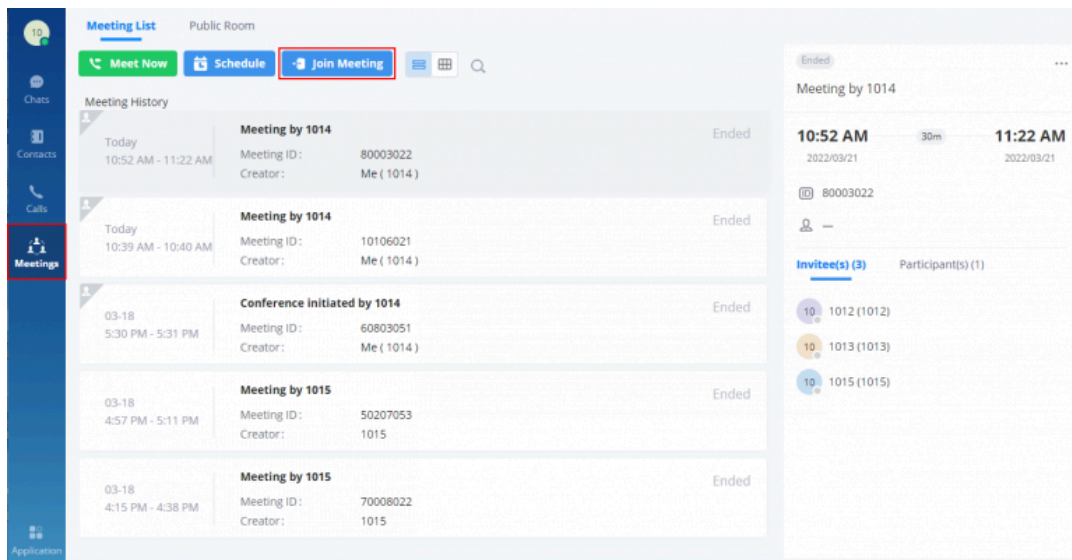 10
Chats
Contacts
Calls
Meetings
Application
Meeting List Public Room
Meet Now Schedule Join Meeting
Meeting History
Today
10:52 AM - 11:22 AM
Meeting by 1014
Meeting ID: 80003022
Creator: Me ( 1014 )
Ended
Today
10:39 AM - 10:40 AM
Meeting by 1014
Meeting ID: 10106021
Creator: Me ( 1014 )
Ended
03-18
5:30 PM - 5:31 PM
Conference initiated by 1014
Meeting ID: 60803051
Creator: Me ( 1014 )
Ended
03-18
4:57 PM - 5:11 PM
Meeting by 1015
Meeting ID: 50207053
Creator: 1015
Ended
03-18
4:15 PM - 4:38 PM
Meeting by 1015
Meeting ID: 70008022
Creator: 1015
Ended
Ended
...
Meeting by 1014
10:52 AM 30m 11:22 AM
2022/03/21 2022/03/21
ID 80003022
—
Invitee(s) (3) Participant(s) (1)
10 1012 (1012)
10 1013 (1013)
10 1015 (1015)